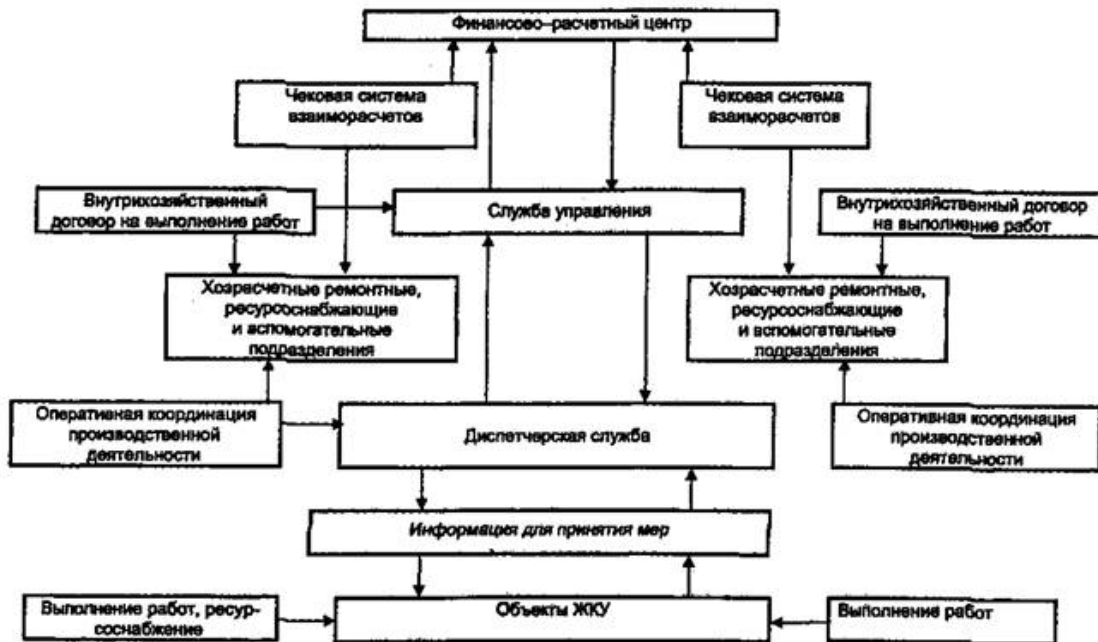 Финансово–расчетный центр
Чековая система
взаиморасчетов
Чековая система
взаиморасчетов
Внутрихозяйственный
договор на выполнение работ
Служба управления
Внутрихозяйственный договор
на выполнение работ
Хозрасчетные ремонтные,
ресурсоснабжающие
и вспомогательные
подразделения
Хозрасчетные ремонтные,
ресурсоснабжающие
и вспомогательные
подразделения
Оперативная координация
производственной
деятельности
Диспетчерская служба
Оперативная координация
производственной
деятельности
Информация для принятия мер
Выполнение работ, ресур-
соснабжение
Объекты ЖКУ
Выполнение работ